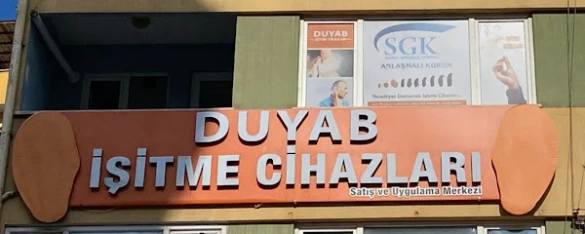 DUYAB
SGK
ANLAŞMALI KURUM
DUYAB
İŞİTME CİHAZLARI
Satış ve Uygulama Merkezi